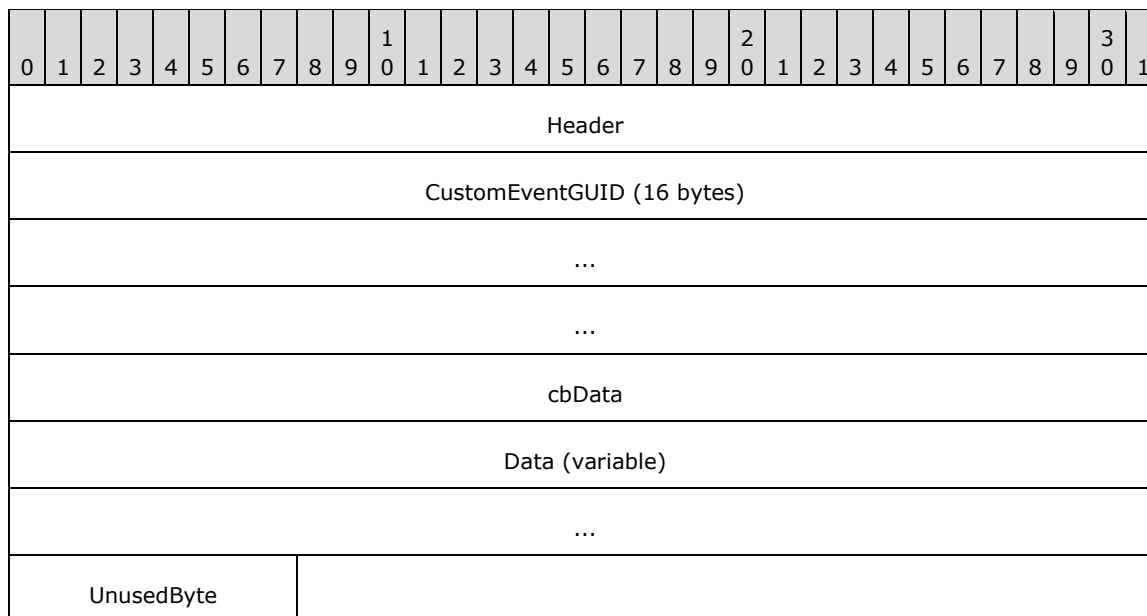 1 2 3
0 1 2 3 4 5 6 7 8 9 0 1 2 3 4 5 6 7 8 9 0 1 2 3 4 5 6 7 8 9 0 1
Header
CustomEventGUID (16 bytes)
...
...
cbData
Data (variable)
...
UnusedByte